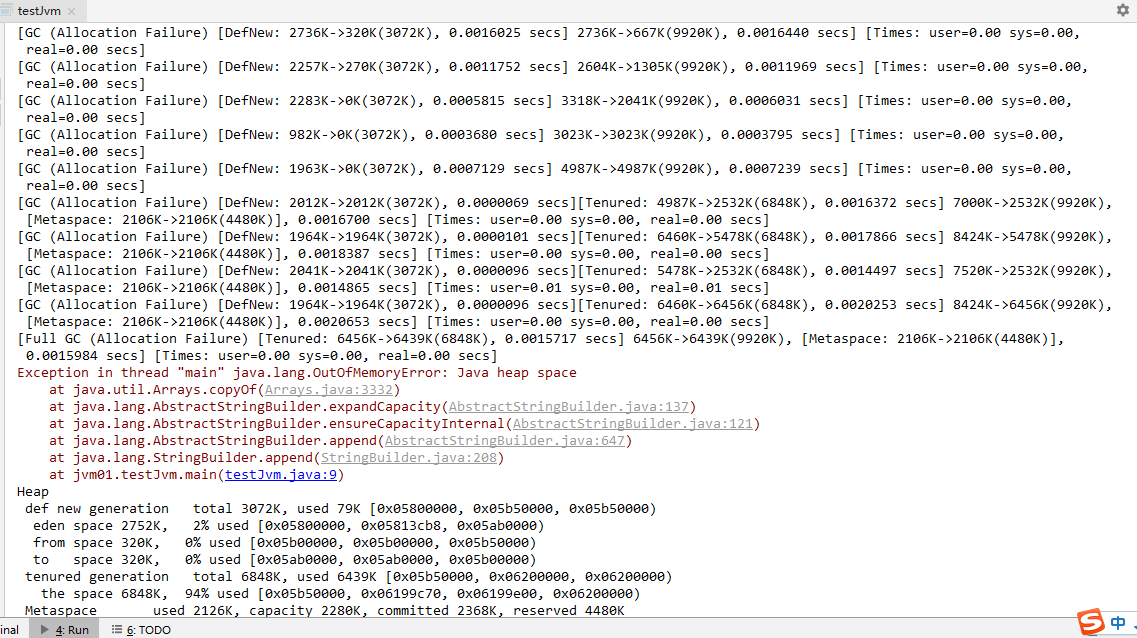 testJvm
[GC (Allocation Failure) [DefNew: 2736K->320K(3072K), 0.0016025 secs] 2736K->667K(9920K), 0.0016440 secs] [Times: user=0.00 sys=0.00,
real=0.00 secs]
[GC (Allocation Failure) [DefNew: 2257K->270K(3072K), 0.0011752 secs] 2604K->1305K(9920K), 0.0011969 secs] [Times: user=0.00 sys=0.00,
real=0.00 secs]
[GC (Allocation Failure) [DefNew: 2283K->0K(3072K), 0.0005815 secs] 3318K->2041K(9920K), 0.0006031 secs] [Times: user=0.00 sys=0.00,
real=0.00 secs]
[GC (Allocation Failure) [DefNew: 982K->0K(3072K), 0.0003680 secs] 3023K->3023K(9920K), 0.0003795 secs] [Times: user=0.00 sys=0.00,
real=0.00 secs]
[GC (Allocation Failure) [DefNew: 1963K->0K(3072K), 0.0007129 secs] 4987K->4987K(9920K), 0.0007239 secs] [Times: user=0.00 sys=0.00,
real=0.00 secs]
[GC (Allocation Failure) [DefNew: 2012K->2012K(3072K), 0.0000069 secs][Tenured: 4987K->2532K(6848K), 0.0016372 secs] 7000K->2532K(9920K),
[Metaspace: 2106K->2106K(4480K)], 0.0016700 secs] [Times: user=0.00 sys=0.00, real=0.00 secs]
[GC (Allocation Failure) [DefNew: 1964K->1964K(3072K), 0.0000101 secs][Tenured: 6460K->5478K(6848K), 0.0017866 secs] 8424K->5478K(9920K),
[Metaspace: 2106K->2106K(4480K)], 0.0018387 secs] [Times: user=0.00 sys=0.00, real=0.00 secs]
[GC (Allocation Failure) [DefNew: 2041K->2041K(3072K), 0.0000096 secs][Tenured: 5478K->2532K(6848K), 0.0014497 secs] 7520K->2532K(9920K),
[Metaspace: 2106K->2106K(4480K)], 0.0014865 secs] [Times: user=0.01 sys=0.00, real=0.01 secs]
[GC (Allocation Failure) [DefNew: 1964K->1964K(3072K), 0.0000096 secs][Tenured: 6460K->6456K(6848K), 0.0020253 secs] 8424K->6456K(9920K),
[Metaspace: 2106K->2106K(4480K)], 0.0020653 secs] [Times: user=0.00 sys=0.00, real=0.00 secs]
[Full GC (Allocation Failure) [Tenured: 6456K->6439K(6848K), 0.0015717 secs] 6456K->6439K(9920K), [Metaspace: 2106K->2106K(4480K)],
0.0015984 secs] [Times: user=0.00 sys=0.00, real=0.00 secs]
Exception in thread "main" java.lang.OutOfMemoryError: Java heap space
at java.util.Arrays.copyOf(Arrays.java:3332)
at java.lang.AbstractStringBuilder.expandCapacity(AbstractStringBuilder.java:137)
at java.lang.AbstractStringBuilder.ensureCapacityInternal(AbstractStringBuilder.java:121)
at java.lang.AbstractStringBuilder.append(AbstractStringBuilder.java:647)
at java.lang.StringBuilder.append(StringBuilder.java:208)
at jvm01.testJvm.main(testJvm.java:9)
Heap
def new generation   total 3072K, used 79K [0x05800000, 0x05b50000, 0x05b50000)
eden space 2752K,   2% used [0x05800000, 0x05813cb8, 0x05ab0000)
from space 320K,   0% used [0x05b00000, 0x05b00000, 0x05b50000)
to   space 320K,   0% used [0x05ab0000, 0x05ab0000, 0x05b00000)
tenured generation   total 6848K, used 6439K [0x05b50000, 0x06200000, 0x06200000)
the space 6848K,  94% used [0x05b50000, 0x06199c70, 0x06199e00, 0x06200000)
Metaspace       used 2126K, capacity 2280K, committed 2368K, reserved 4480K
inal 4: Run 6: TODO
S 中